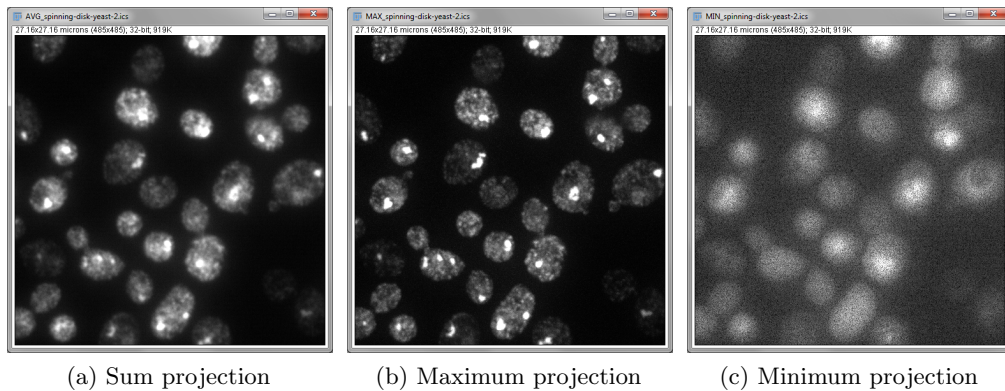 AVG_spinning-disk-yeast-2.ics
27.16x27.16 microns (485x485); 32-bit; 919K
MAX_spinning-disk-yeast-2.ics
27.16x27.16 microns (485x485); 32-bit; 919K
MIN_spinning-disk-yeast-2.ics
27.16x27.16 microns (485x485); 32-bit; 919K
(a) Sum projection
(b) Maximum projection
(c) Minimum projection